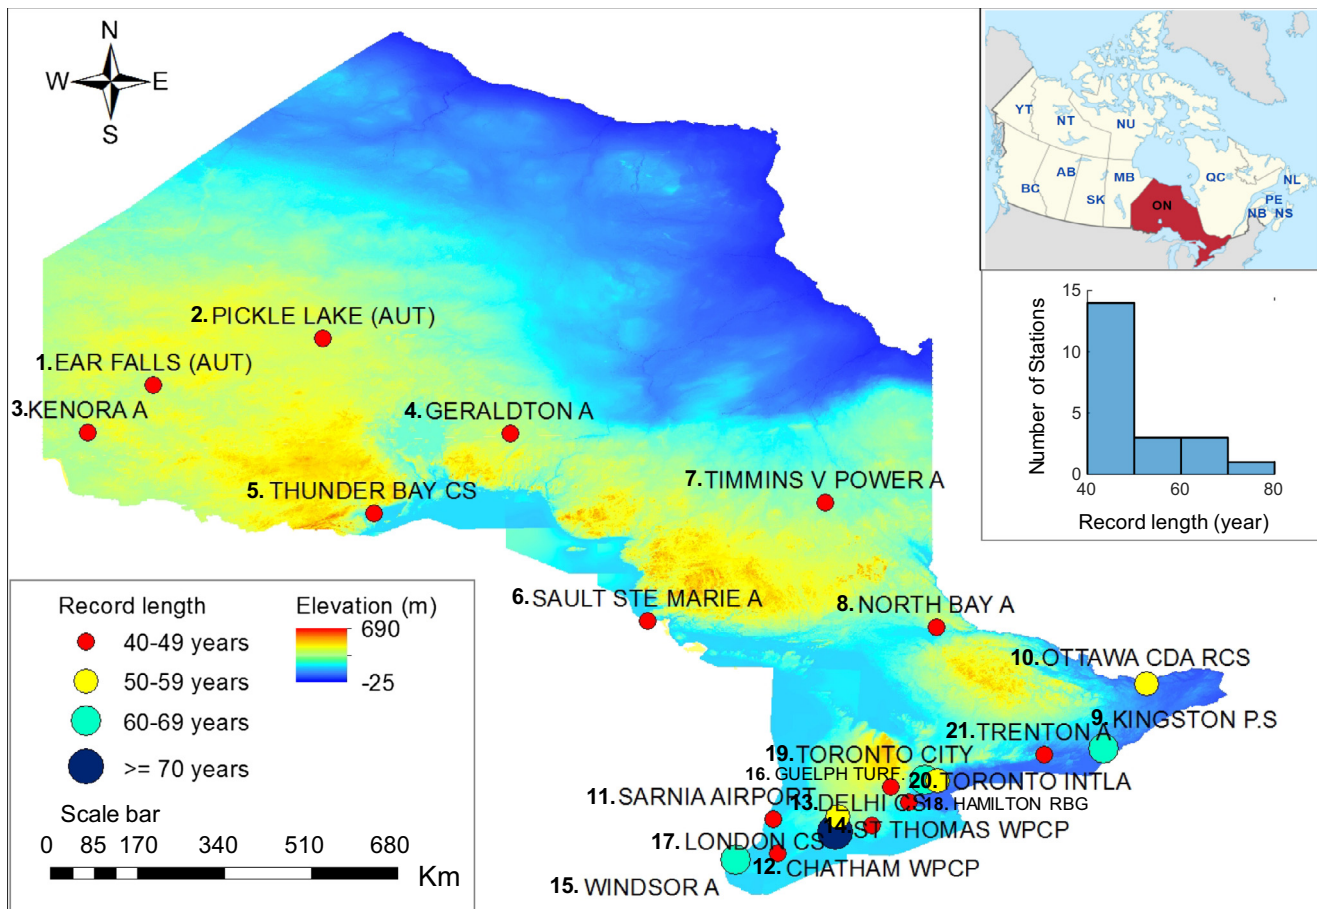 N
W E
S
2. PICKLE LAKE (AUT)
1. EAR FALLS (AUT)
3. KENORA A
4. GERALDTON A
5. THUNDER BAY CS
7. TIMMINS V POWER A
6. SAULT STE MARIE A
8. NORTH BAY A
10. OTTAWA CDA RCS
9. KINGSTON P.S
21. TRENTON A
19. TORONTO CITY
16. GUELPH TURF.
20. TORONTO INTLA
11. SARNIA AIRPORT
13. DELHI CS
18. HAMILTON RBG
14. ST THOMAS WPCP
17. LONDON CS
12. CHATHAM WPCP
15. WINDSOR A
Record length
40-49 years
50-59 years
60-69 years
>= 70 years
Elevation (m)
690
-25
Scale bar
0 85 170 340 510 680
Km
YT
NT
NU
BC
AB
SK
MB
ON
QC
NL
PE
NB NS
15
10
5
0
40 60 80
Number of Stations
Record length (year)